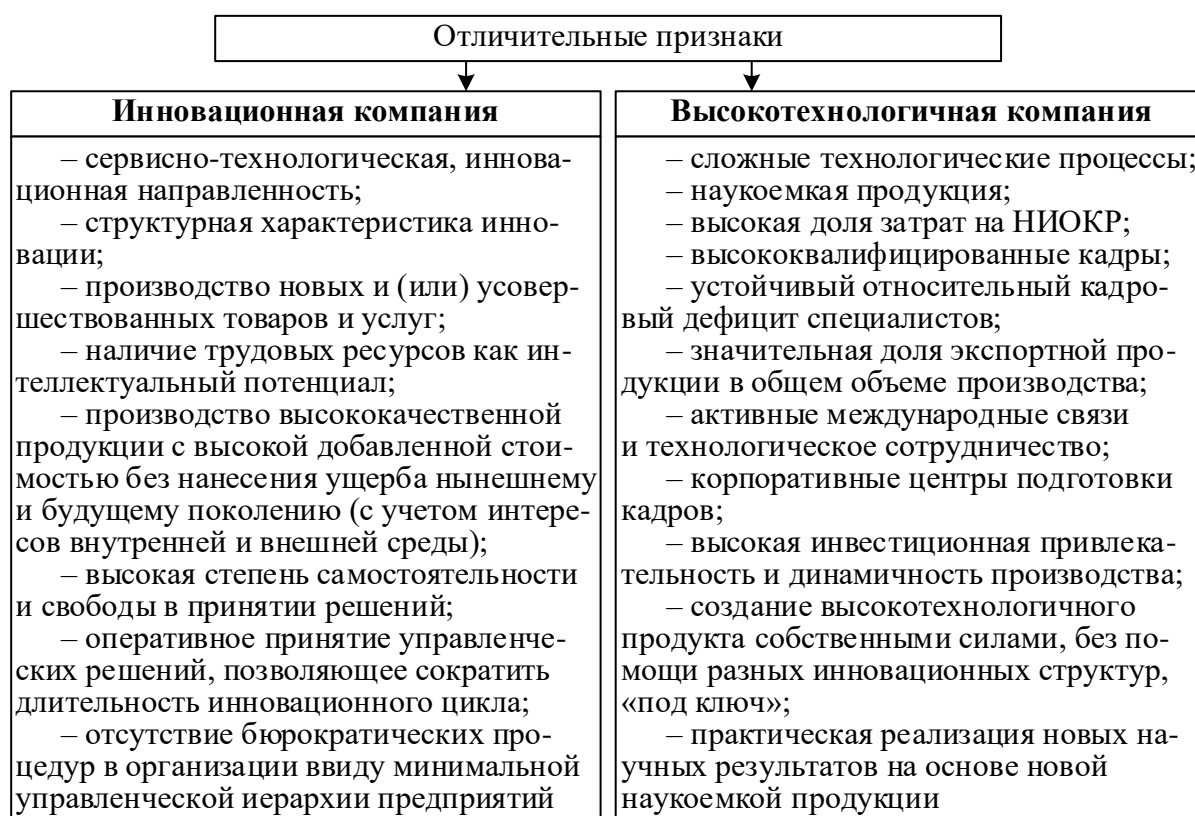 Отличительные признаки
Инновационная компания
– сервисно-технологическая, иннова-
ционная направленность;
– структурная характеристика инно-
вации;
– производство новых и (или) усовер-
шествованных товаров и услуг;
– наличие трудовых ресурсов как ин-
теллектуальный потенциал;
– производство высококачественной
продукции с высокой добавленной стои-
мостью без нанесения ущерба нынешнему
и будущему поколению (с учетом интере-
сов внутренней и внешней среды);
– высокая степень самостоятельности
и свободы в принятии решений;
– оперативное принятие управленче-
ских решений, позволяющее сократить
длительность инновационного цикла;
– отсутствие бюрократических про-
цедур в организации ввиду минимальной
управленческой иерархии предприятий
Высокотехнологичная компания
– сложные технологические процессы;
– наукоемкая продукция;
– высокая доля затрат на НИОКР;
– высококвалифицированные кадры;
– устойчивый относительный кадро-
вый дефицит специалистов;
– значительная доля экспортной про-
дукции в общем объеме производства;
– активные международные связи
и технологическое сотрудничество;
– корпоративные центры подготовки
кадров;
– высокая инвестиционная привлека-
тельность и динамичность производства;
– создание высокотехнологичного
продукта собственными силами, без по-
мощи разных инновационных структур,
«под ключ»;
– практическая реализация новых на-
учных результатов на основе новой
наукоемкой продукции